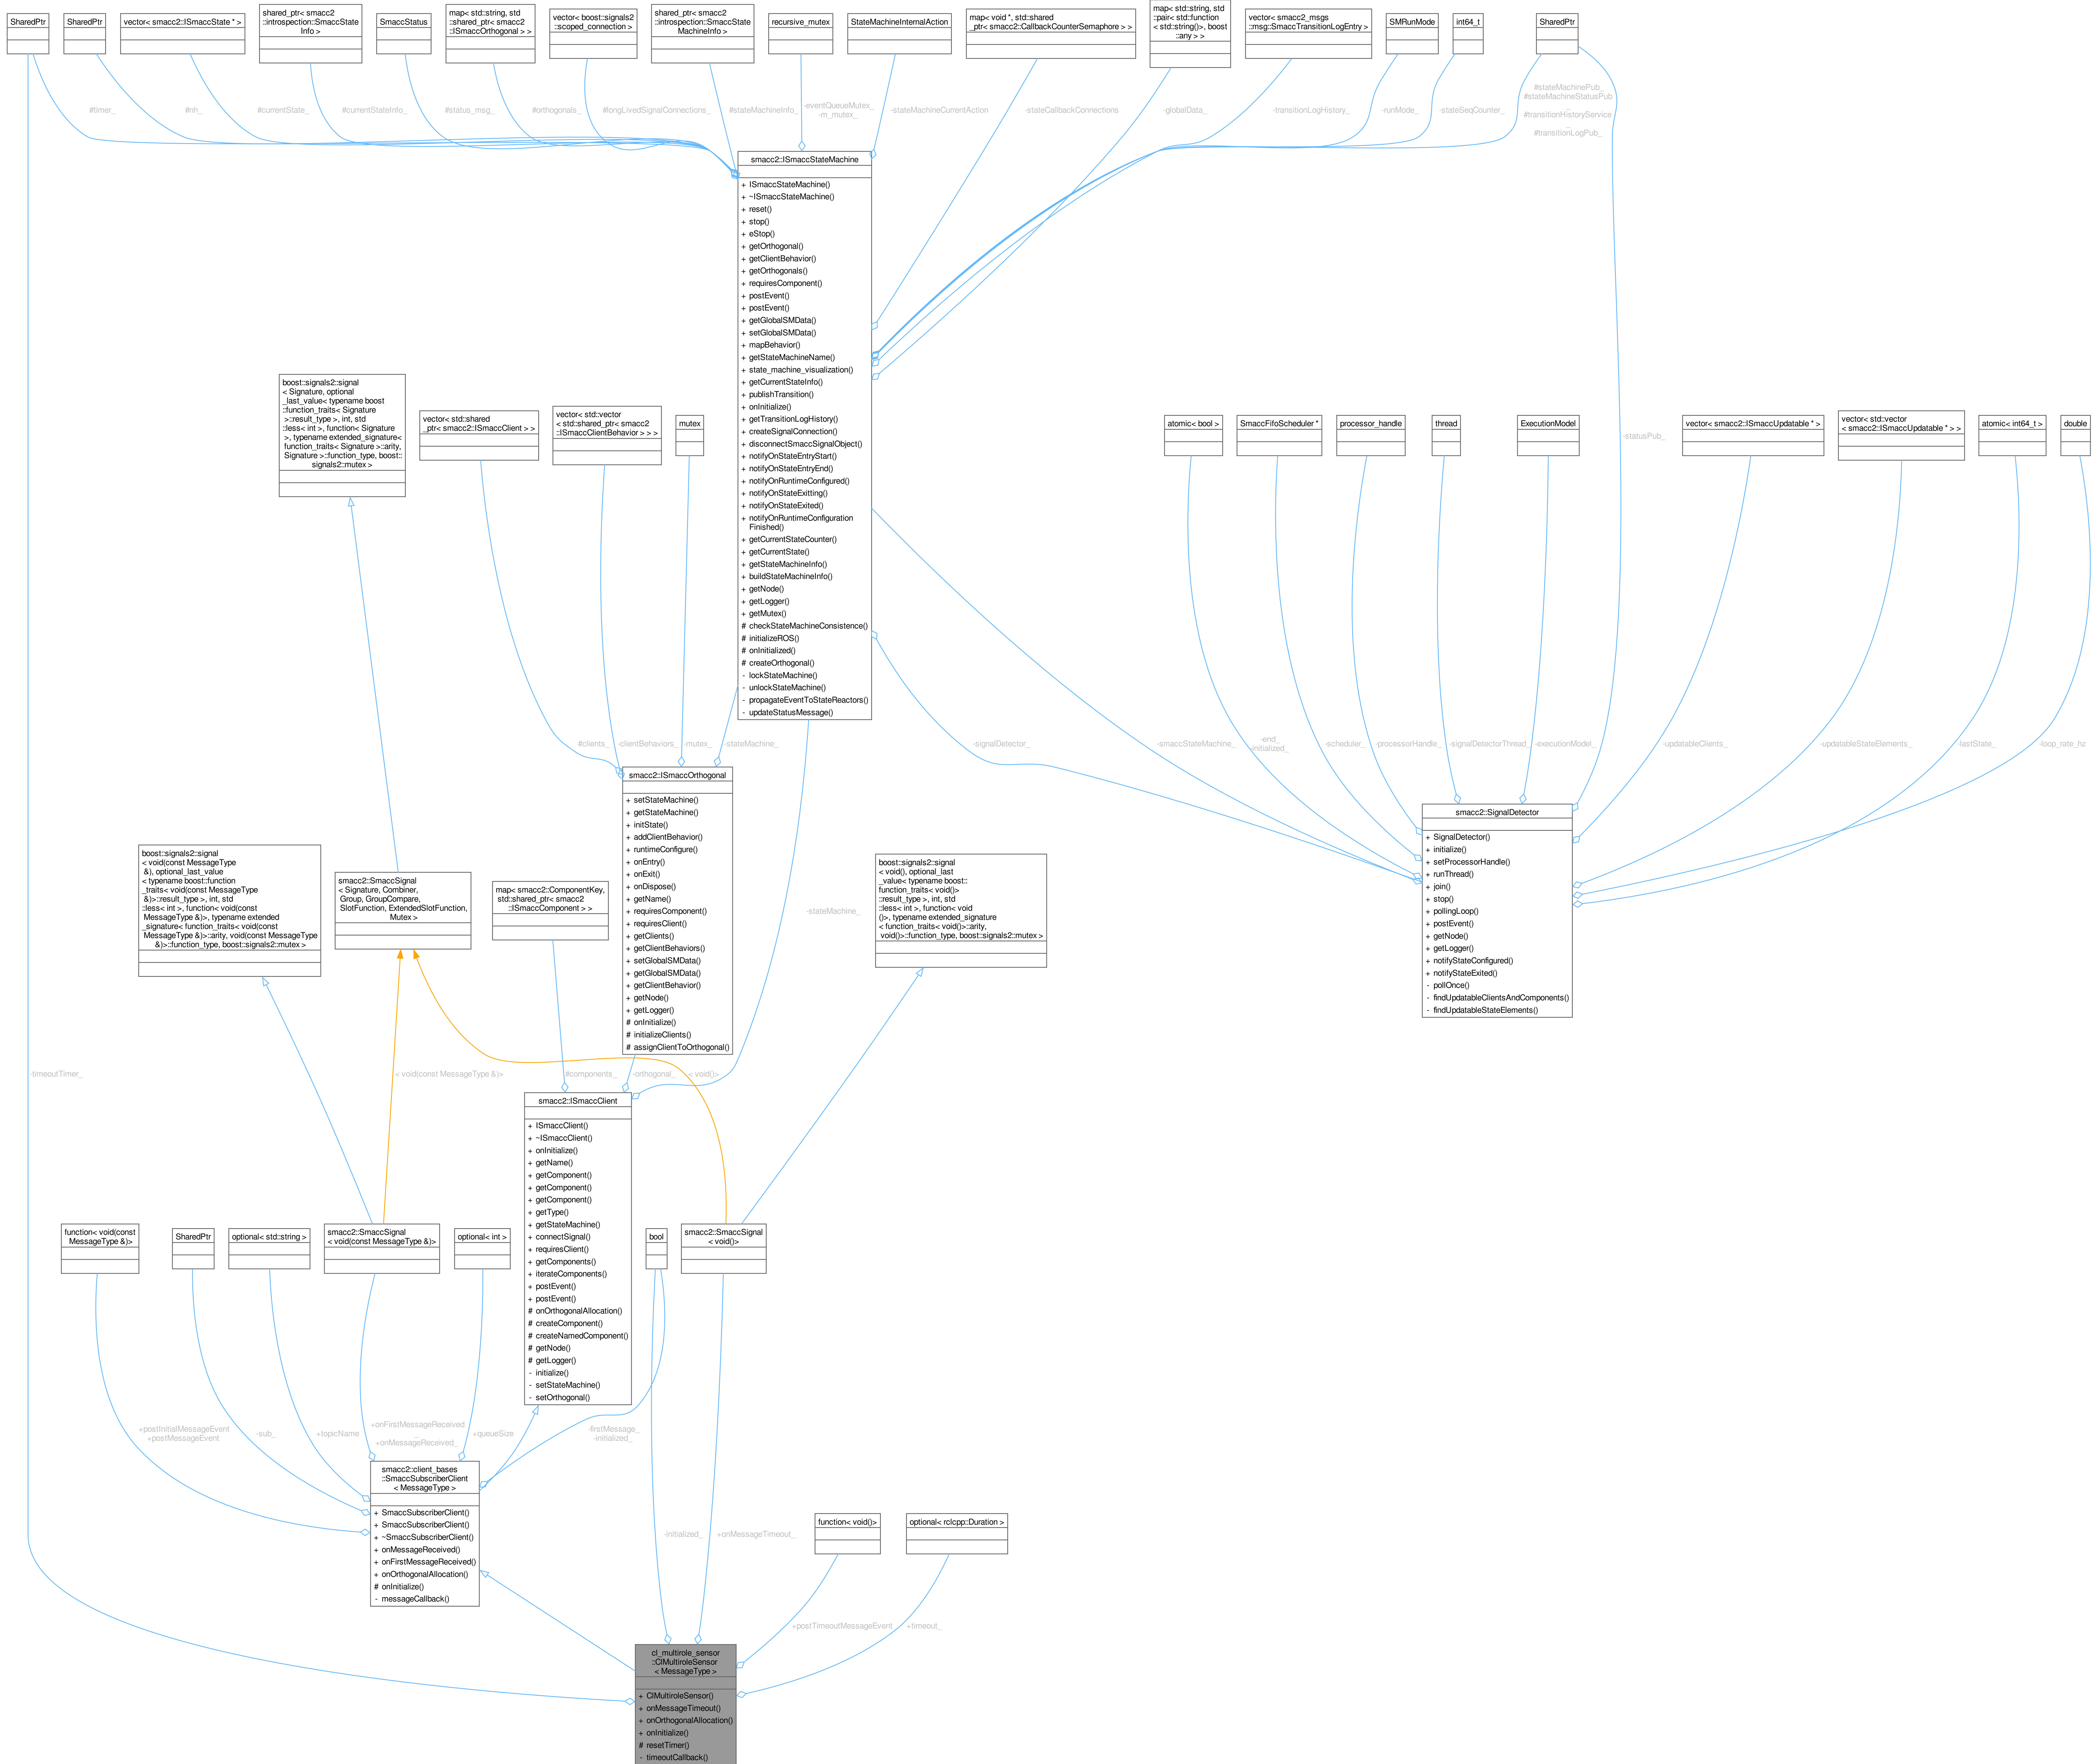 SharedPtr
SharedPtr
vector< smacc2::ISmaccState * >
shared_ptr< smacc2
::introspection::SmaccState
Info >
SmaccStatus
map< std::string, std
::shared_ptr< smacc2
::ISmaccOrthogonal > >
vector< boost::signals2
::scoped_connection >
shared_ptr< smacc2
::introspection::SmaccState
MachineInfo >
recursive_mutex
StateMachineInternalAction
map< void *, std::shared
_ptr< smacc2::CallbackCounterSemaphore > >
map< std::string, std
::pair< std::function
< std::string()>, boost
::any > >
vector< smacc2_msgs
::msg::SmaccTransitionLogEntry >
SMRunMode
int64_t
SharedPtr
#timer_
#nh_
#currentState_
#currentStateInfo_
#status_msg_
#orthogonals_
#longLivedSignalConnections_
#stateMachineInfo_
-eventQueueMutex_
-m_mutex_
-stateMachineCurrentAction
-stateCallbackConnections
-globalData_
-transitionLogHistory_
-runMode_
-stateSeqCounter_
#stateMachinePub_
#stateMachineStatusPub
_
#transitionHistoryService
_
#transitionLogPub_
smacc2::ISmaccStateMachine
+ ISmaccStateMachine()
+ ~ISmaccStateMachine()
+ reset()
+ stop()
+ eStop()
+ getOrthogonal()
+ getClientBehavior()
+ getOrthogonals()
+ requiresComponent()
+ postEvent()
+ postEvent()
+ getGlobalSMData()
+ setGlobalSMData()
+ mapBehavior()
+ getStateMachineName()
+ state_machine_visualization()
+ getCurrentStateInfo()
+ publishTransition()
+ onInitialize()
+ getTransitionLogHistory()
+ createSignalConnection()
+ disconnectSmaccSignalObject()
+ notifyOnStateEntryStart()
+ notifyOnStateEntryEnd()
+ notifyOnRuntimeConfigured()
+ notifyOnStateExitting()
+ notifyOnStateExited()
+ notifyOnRuntimeConfiguration
Finished()
+ getCurrentStateCounter()
+ getCurrentState()
+ getStateMachineInfo()
+ buildStateMachineInfo()
+ getNode()
+ getLogger()
+ getMutex()
# checkStateMachineConsistence()
# initializeROS()
# onInitialized()
# createOrthogonal()
- lockStateMachine()
- unlockStateMachine()
- propagateEventToStateReactors()
- updateStatusMessage()
boost::signals2::signal
< Signature, optional
_last_value< typename boost
::function_traits< Signature
>::result_type >, int, std
::less< int >, function< Signature
>, typename extended_signature<
function_traits< Signature >::arity,
Signature >::function_type, boost::
signals2::mutex >
vector< std::shared
_ptr< smacc2::ISmaccClient > >
vector< std::vector
< std::shared_ptr< smacc2
::ISmaccClientBehavior > > >
mutex
atomic< bool >
SmaccFifoScheduler *
processor_handle
thread
ExecutionModel
-statusPub_
vector< smacc2::ISmaccUpdatable * >
vector< std::vector
< smacc2::ISmaccUpdatable * > >
atomic< int64_t >
double
#clients_
-clientBehaviors_
-mutex_
-stateMachine_
-signalDetector_
-smaccStateMachine_
-end_
-initialized_
-scheduler_
-processorHandle_
-signalDetectorThread_
-executionModel_
-updatableClients_
-updatableStateElements_
-lastState_
-loop_rate_hz
smacc2::ISmaccOrthogonal
+ setStateMachine()
+ getStateMachine()
+ initState()
+ addClientBehavior()
+ runtimeConfigure()
+ onEntry()
+ onExit()
+ onDispose()
+ getName()
+ requiresComponent()
+ requiresClient()
+ getClients()
+ getClientBehaviors()
+ setGlobalSMData()
+ getGlobalSMData()
+ getClientBehavior()
+ getNode()
+ getLogger()
# onInitialize()
# initializeClients()
# assignClientToOrthogonal()
smacc2::SignalDetector
+ SignalDetector()
+ initialize()
+ setProcessorHandle()
+ runThread()
+ join()
+ stop()
+ pollingLoop()
+ postEvent()
+ getNode()
+ getLogger()
+ notifyStateConfigured()
+ notifyStateExited()
- pollOnce()
- findUpdatableClientsAndComponents()
- findUpdatableStateElements()
boost::signals2::signal
< void(const MessageType
&), optional_last_value
< typename boost::function
_traits< void(const MessageType
&)>::result_type >, int, std
::less< int >, function< void(const
MessageType &)>, typename extended
_signature< function_traits< void(const
MessageType &)>::arity, void(const MessageType
&)>::function_type, boost::signals2::mutex >
smacc2::SmaccSignal
< Signature, Combiner,
Group, GroupCompare,
SlotFunction, ExtendedSlotFunction,
Mutex >
map< smacc2::ComponentKey,
std::shared_ptr< smacc2
::ISmaccComponent > >
-stateMachine_
boost::signals2::signal
< void(), optional_last
_value< typename boost::
function_traits< void()>
::result_type >, int, std
::less< int >, function< void
()>, typename extended_signature
< function_traits< void()>::arity,
void()>::function_type, boost::signals2::mutex >
-timeoutTimer_
< void(const MessageType &)>
#components_
-orthogonal_
< void()>
smacc2::ISmaccClient
+ ISmaccClient()
+ ~ISmaccClient()
+ onInitialize()
+ getName()
+ getComponent()
+ getComponent()
+ getComponent()
+ getType()
+ getStateMachine()
+ connectSignal()
+ requiresClient()
+ getComponents()
+ iterateComponents()
+ postEvent()
+ postEvent()
# onOrthogonalAllocation()
# createComponent()
# createNamedComponent()
# getNode()
# getLogger()
- initialize()
- setStateMachine()
- setOrthogonal()
function< void(const
MessageType &)>
SharedPtr
optional< std::string >
smacc2::SmaccSignal
< void(const MessageType &)>
optional< int >
bool
smacc2::SmaccSignal
< void()>
+postInitialMessageEvent
+postMessageEvent
-sub_
+topicName
+onFirstMessageReceived
_
+onMessageReceived_
+queueSize
-firstMessage_
-initialized_
smacc2::client_bases
::SmaccSubscriberClient
< MessageType >
+ SmaccSubscriberClient()
+ SmaccSubscriberClient()
+ ~SmaccSubscriberClient()
+ onMessageReceived()
+ onFirstMessageReceived()
+ onOrthogonalAllocation()
# onInitialize()
- messageCallback()
-initialized_
+onMessageTimeout_
function< void()>
optional< rclcpp::Duration >
+postTimeoutMessageEvent
+timeout_
cl_multirole_sensor
::ClMultiroleSensor
< MessageType >
+ ClMultiroleSensor()
+ onMessageTimeout()
+ onOrthogonalAllocation()
+ onInitialize()
# resetTimer()
- timeoutCallback()